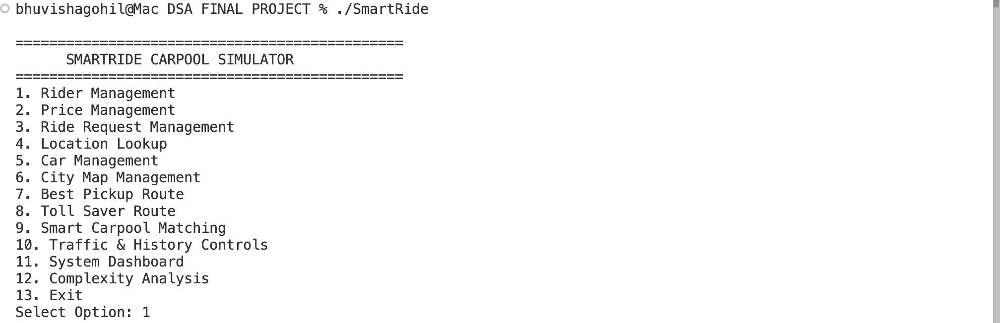 bhuvishagohil@Mac DSA FINAL PROJECT % ./SmartRide
==============================================
SMARTRIDE CARPOOL SIMULATOR
==============================================
1. Rider Management
2. Price Management
3. Ride Request Management
4. Location Lookup
5. Car Management
6. City Map Management
7. Best Pickup Route
8. Toll Saver Route
9. Smart Carpool Matching
10. Traffic & History Controls
11. System Dashboard
12. Complexity Analysis
13. Exit
Select Option: 1